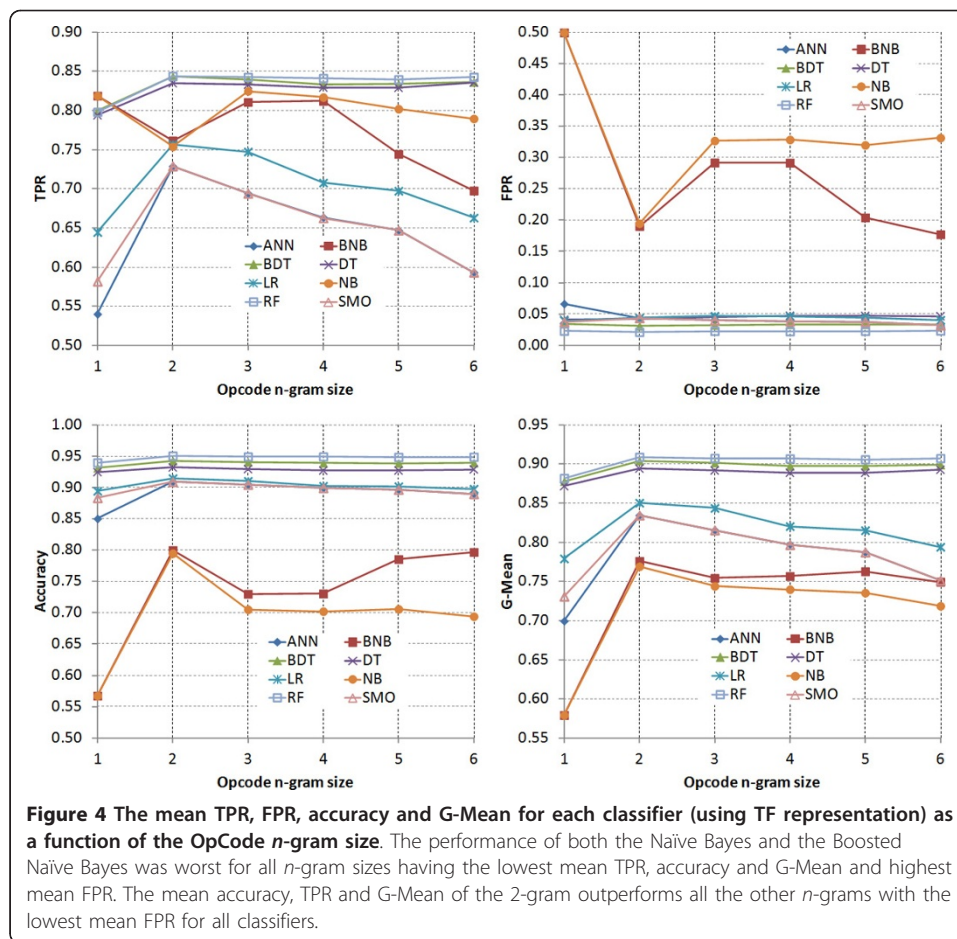 0.90
0.85
0.80
0.75
0.70
0.65
0.60
0.55
0.50
TPR
ANN BNB
BDT DT
LR NB
RF SMO
1 2 3 4 5 6
Opcode n-gram size
0.50
0.45
0.40
0.35
0.30
0.25
0.20
0.15
0.10
0.05
0.00
FPR
ANN BNB
BDT DT
LR NB
RF SMO
1 2 3 4 5 6
Opcode n-gram size
1.00
0.95
0.90
0.85
0.80
0.75
0.70
0.65
0.60
0.55
0.50
Accuracy
ANN BNB
BDT DT
LR NB
RF SMO
1 2 3 4 5 6
Opcode n-gram size
0.95
0.90
0.85
0.80
0.75
0.70
0.65
0.60
0.55
G-Mean
ANN BNB
BDT DT
LR NB
RF SMO
1 2 3 4 5 6
Opcode n-gram size
Figure 4 The mean TPR, FPR, accuracy and G-Mean for each classifier (using TF representation) as
a function of the OpCode n-gram size. The performance of both the Naïve Bayes and the Boosted
Naïve Bayes was worst for all n-gram sizes having the lowest mean TPR, accuracy and G-Mean and highest
mean FPR. The mean accuracy, TPR and G-Mean of the 2-gram outperforms all the other n-grams with the
lowest mean FPR for all classifiers.